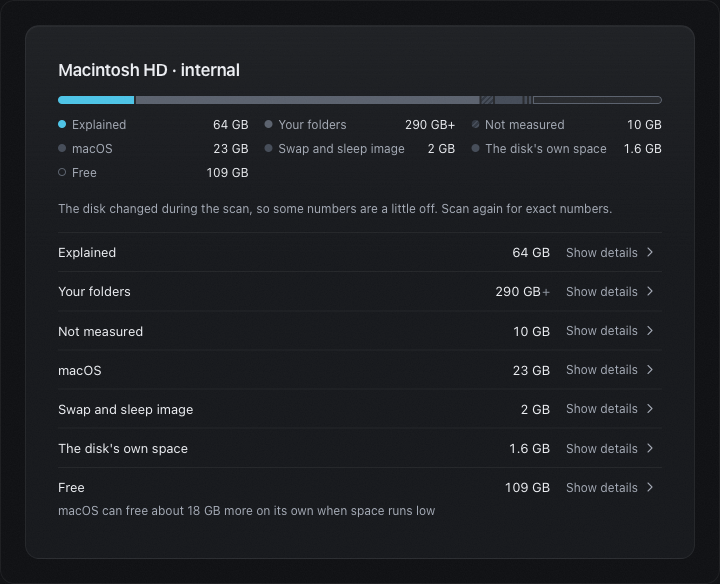 Macintosh HD · internal
Explained 64 GB Your folders 290 GB+ Not measured 10 GB
macOS 23 GB Swap and sleep image 2 GB The disk's own space 1.6 GB
Free 109 GB
The disk changed during the scan, so some numbers are a little off. Scan again for exact numbers.
Explained 64 GB Show details
Your folders 290 GB+ Show details
Not measured 10 GB Show details
macOS 23 GB Show details
Swap and sleep image 2 GB Show details
The disk's own space 1.6 GB Show details
Free 109 GB Show details
macOS can free about 18 GB more on its own when space runs low